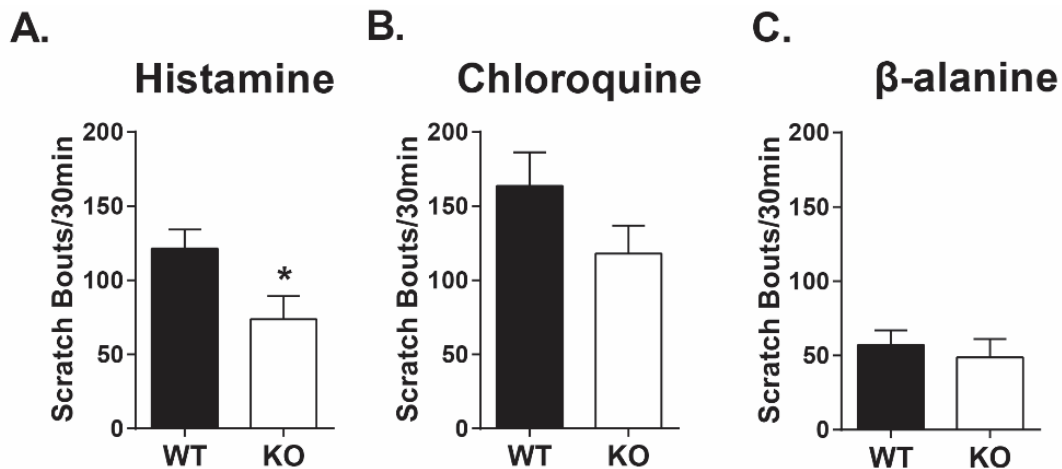 A.
Histamine
Scratch Bouts/30min
200
150
100
50
0
*
WT
KO
B.
Chloroquine
Scratch Bouts/30min
200
150
100
50
0
WT
KO
C.
β-alanine
Scratch Bouts/30min
200
150
100
50
0
WT
KO